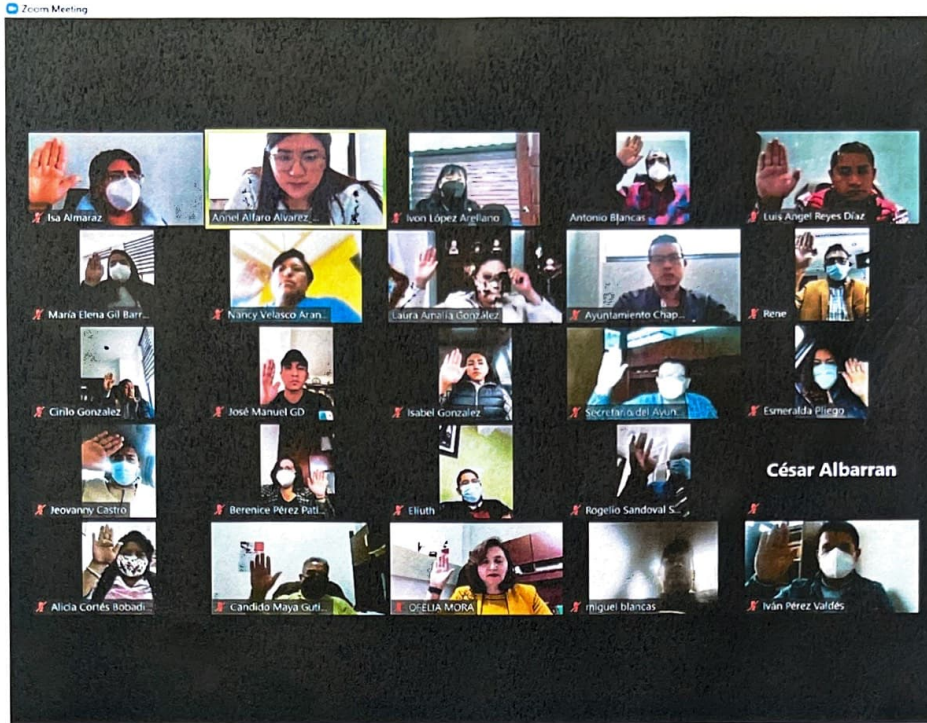 Zoom Meeting
Isa Almaraz
Annel Alfaro Alvarez ...
Ivon López Arellano
Antonio Blancas
Luis Angel Reyes Díaz
María Elena Gil Barr...
Nancy Velasco Aran...
Laura Amalia González
Ayuntamiento Chap...
Rene
Cirilo Gonzalez
José Manuel GD
Isabel Gonzalez
Secretario del Ayun...
Esmeralda Pliego
Jeovanny Castro
Berenice Pérez Pati...
Eliuth
Rogelio Sandoval S...
César Albarran
Alicia Cortés Bobadi...
Candido Maya Guti...
OFELIA MORA
miguel blancas
Iván Pérez Valdés